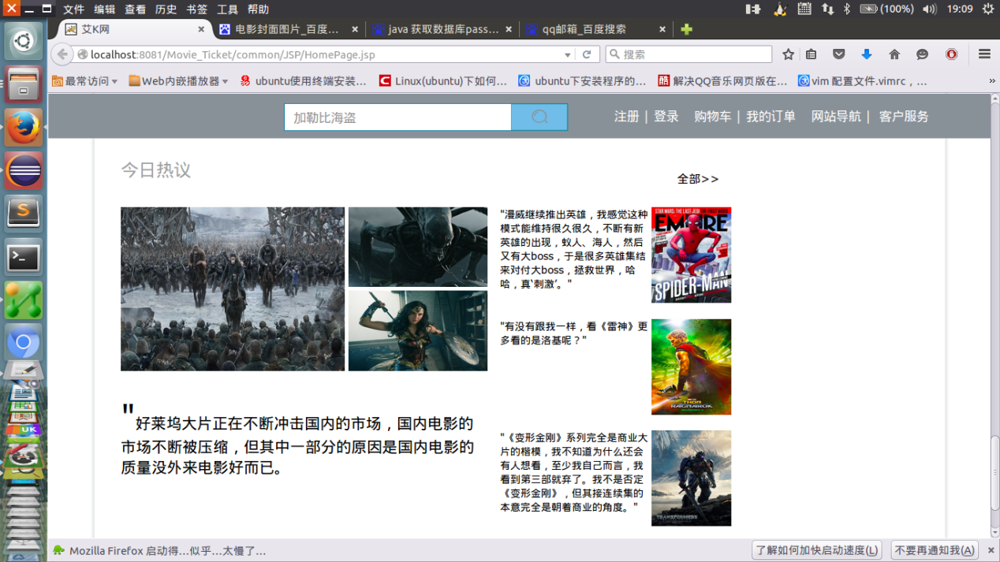 文件 编辑 查看 历史 书签 工具 帮助 (100%) 19:09
艾K网 电影封面图片_百度... java 获取数据库pass... qq邮箱_百度搜索
localhost:8081/Movie_Ticket/common/JSP/HomePage.jsp 搜索
最常访问 Web内嵌播放器 ubuntu使用终端安装... Linux(ubuntu)下如何... ubuntu下安装程序的... 解决QQ音乐网页版在... vim 配置文件.vimrc，...
加勒比海盗 注册 | 登录 购物车 | 我的订单 网站导航 | 客户服务
今日热议
全部>>
"漫威继续推出英雄，我感觉这种
模式能维持很久很久，不断有新
英雄的出现，蚁人、海人，然后
又有大boss，于是很多英雄集结
来对付大boss，拯救世界，哈
哈，真‘刺激’。"
STAR WARS: THE LAST JEDI
EMPIRE
SPIDER-MAN
"有没有跟我一样，看《雷神》更
多看的是洛基呢？"
THOR
RAGNAROK
"
好莱坞大片正在不断冲击国内的市场，国内电影的
市场不断被压缩，但其中一部分的原因是国内电影的
质量没外来电影好而已。
"《变形金刚》系列完全是商业大
片的楷模，我不知道为什么还会
有人想看，至少我自己而言，我
看到第三部就弃了。我不是否定
《变形金刚》，但其接连续集的
本意完全是朝着商业的角度。"
TRANSFORMERS
Mozilla Firefox 启动得...似乎...太慢了... 了解如何加快启动速度(L) 不要再通知我(A)